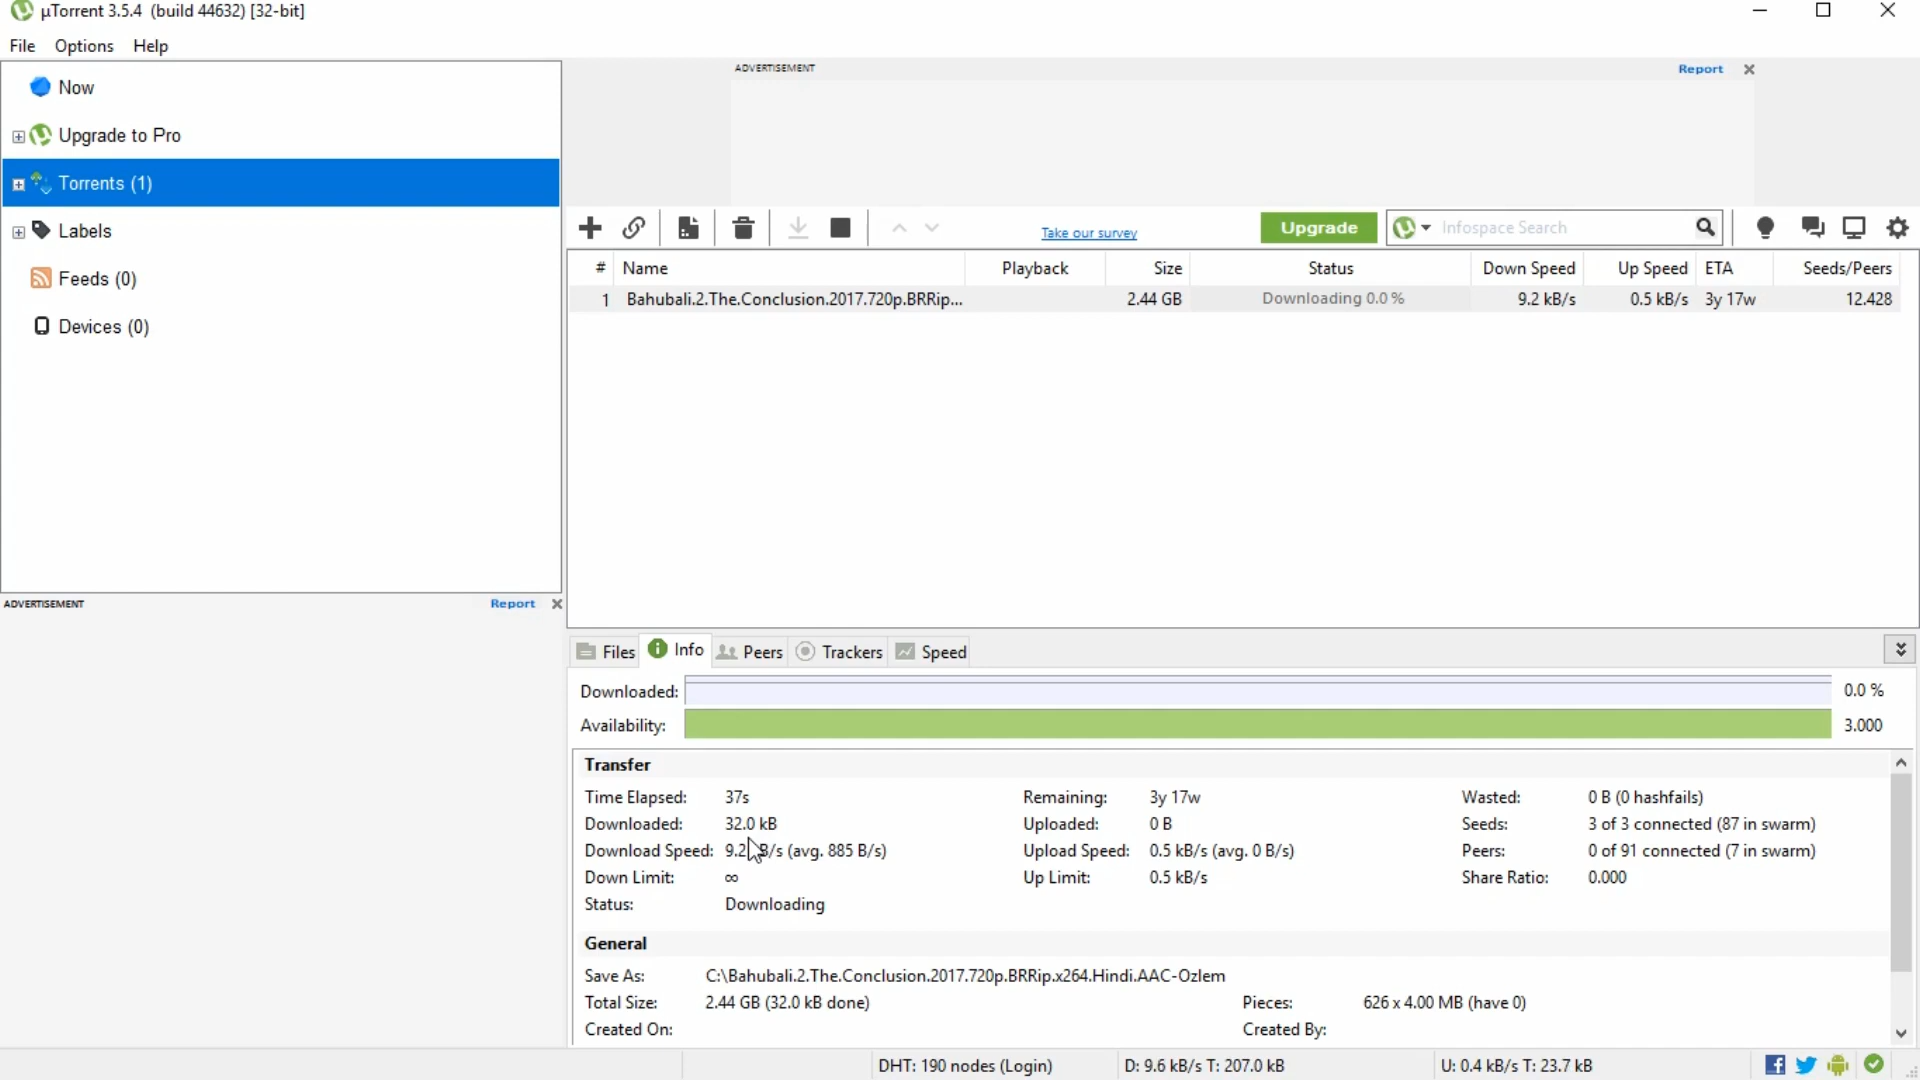 µTorrent 3.5.4 (build 44632) [32-bit]
File Options Help
Now
Upgrade to Pro
Torrents (1)
Labels
Feeds (0)
Devices (0)
ADVERTISEMENT Report
ADVERTISEMENT Report
Take our survey Upgrade Infospace Search
# Name Playback Size Status Down Speed Up Speed ETA Seeds/Peers
1 Bahubali.2.The.Conclusion.2017.720p.BRRip... 2.44 GB Downloading 0.0 % 9.2 kB/s 0.5 kB/s 3y 17w 12.428
Files Info Peers Trackers Speed
Downloaded: 0.0 %
Availability: 3.000
Transfer
Time Elapsed: 37s Remaining: 3y 17w Wasted: 0 B (0 hashfails)
Downloaded: 32.0 kB Uploaded: 0 B Seeds: 3 of 3 connected (87 in swarm)
Download Speed: 9.2 B/s (avg. 885 B/s) Upload Speed: 0.5 kB/s (avg. 0 B/s) Peers: 0 of 91 connected (7 in swarm)
Down Limit: ∞ Up Limit: 0.5 kB/s Share Ratio: 0.000
Status: Downloading
General
Save As: C:\Bahubali.2.The.Conclusion.2017.720p.BRRip.x264.Hindi.AAC-Ozlem
Total Size: 2.44 GB (32.0 kB done) Pieces: 626 x 4.00 MB (have 0)
Created On: Created By:
DHT: 190 nodes (Login) D: 9.6 kB/s T: 207.0 kB U: 0.4 kB/s T: 23.7 kB